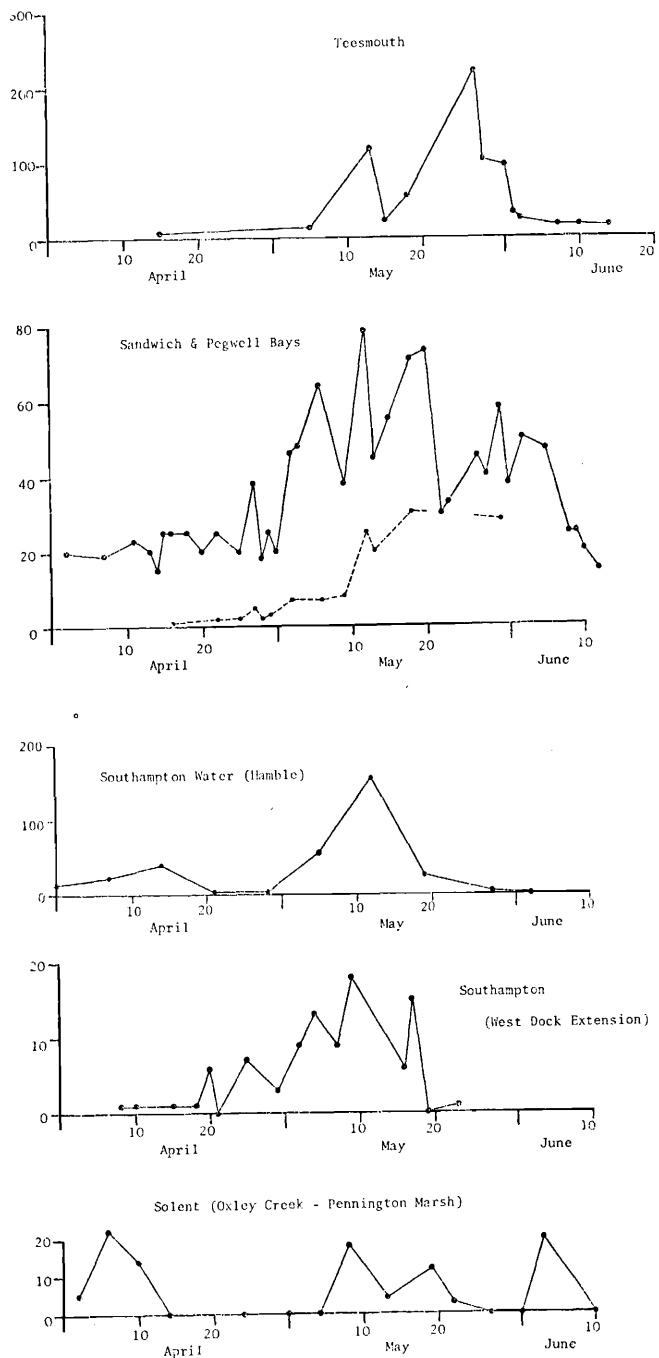 300
Teesmouth
200
100
0
10 20 10 20 10 20
April May June
80
Sandwich & Pegwell Bays
60
40
20
0
10 20 10 20 10
April May June
200
Southampton Water (Hamble)
100
0
10 20 10 20 10
April May June
20
Southampton
(West Dock Extension)
10
0
10 20 10 20 10
April May June
Solent (Oxley Creek - Pennington Marsh)
20
10
0
10 20 10 20 10
April May June